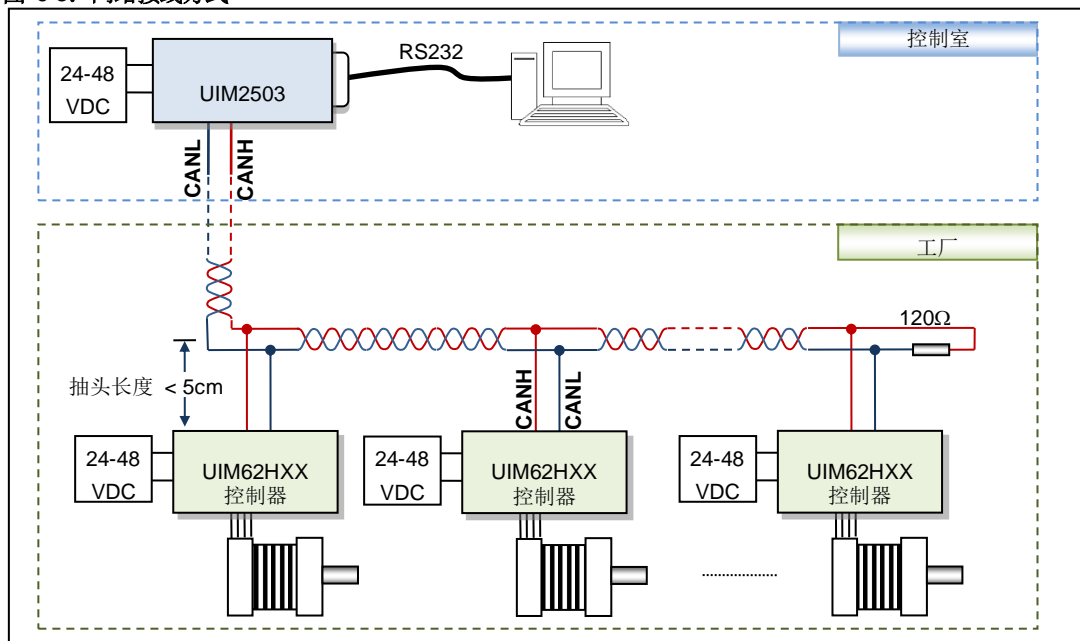 控制室
24-48
VDC
UIM2503
RS232
CANL
CANH
工厂
120Ω
抽头长度 < 5cm
CANH
CANL
24-48
VDC
UIM62HXX
控制器
24-48
VDC
UIM62HXX
控制器
24-48
VDC
UIM62HXX
控制器